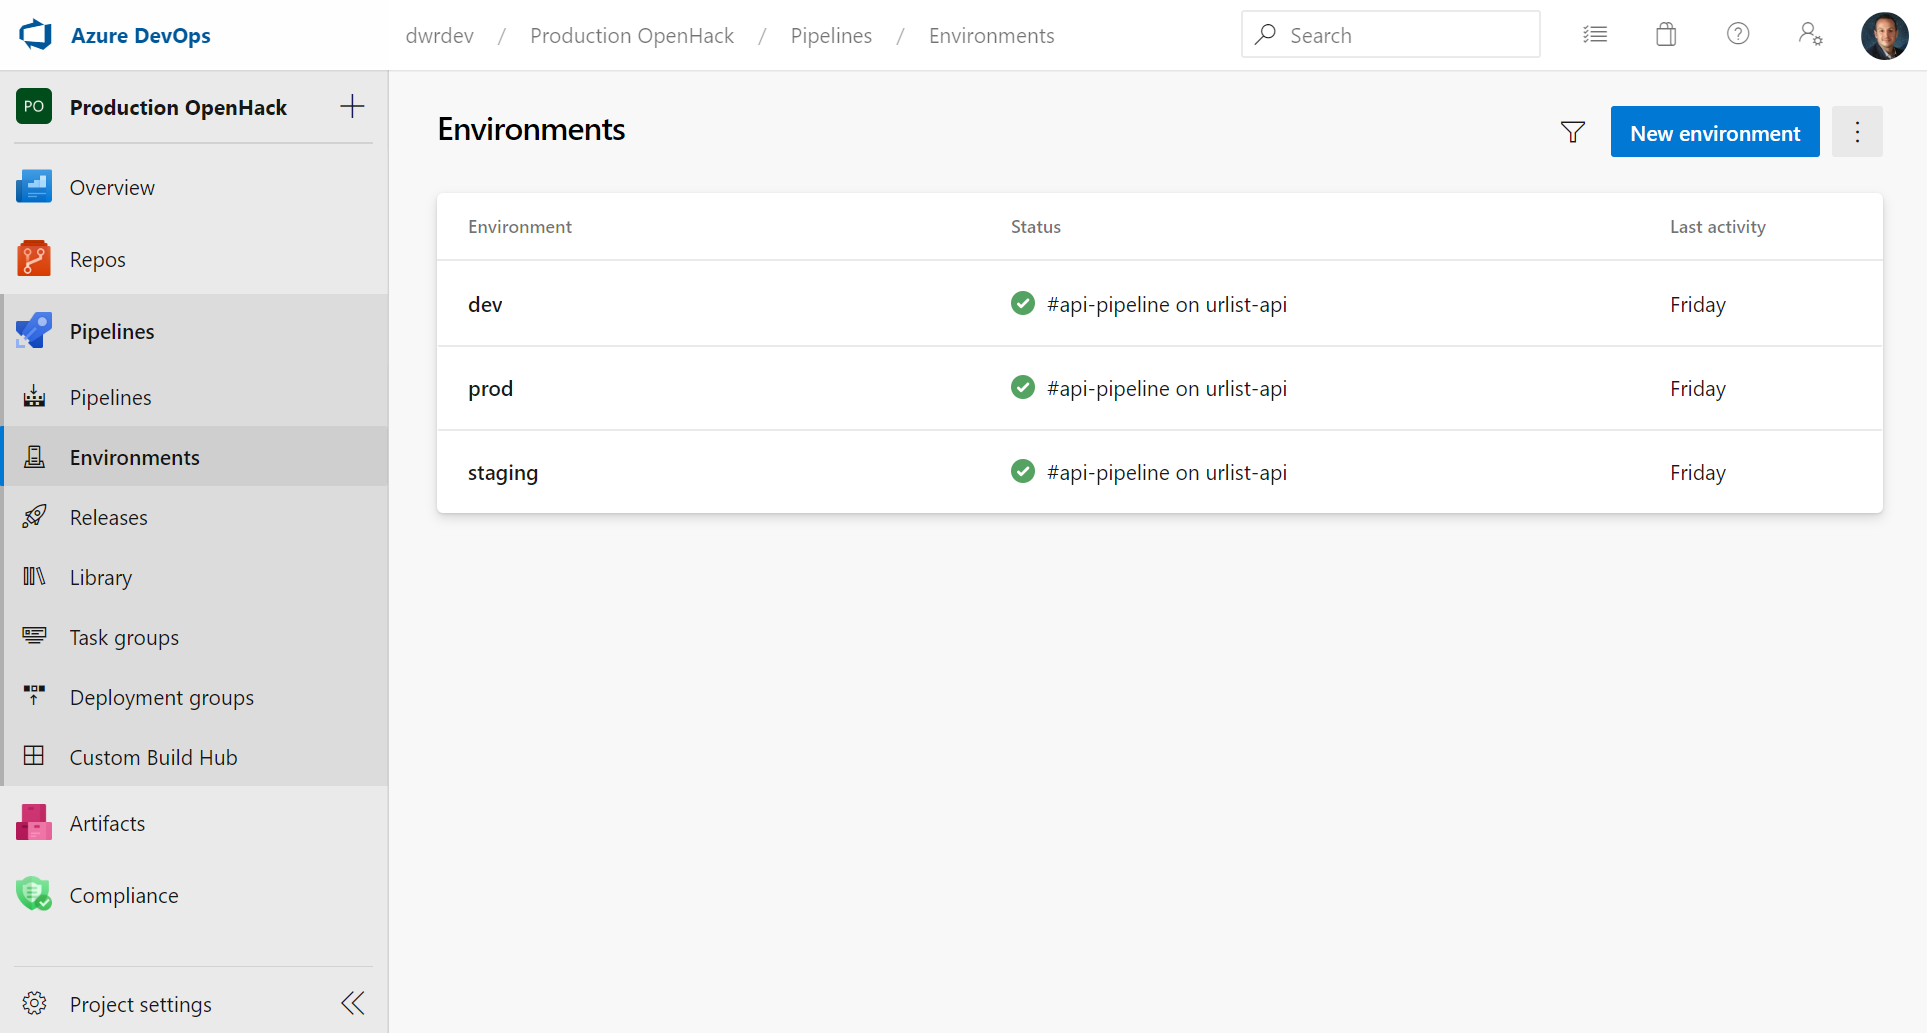 Azure DevOps
dwrdev / Production OpenHack / Pipelines / Environments
Search
PO
Production OpenHack
Overview
Repos
Pipelines
Pipelines
Environments
Releases
Library
Task groups
Deployment groups
Custom Build Hub
Artifacts
Compliance
Project settings
Environments
New environment
Environment Status Last activity
dev #api-pipeline on urlist-api Friday
prod #api-pipeline on urlist-api Friday
staging #api-pipeline on urlist-api Friday